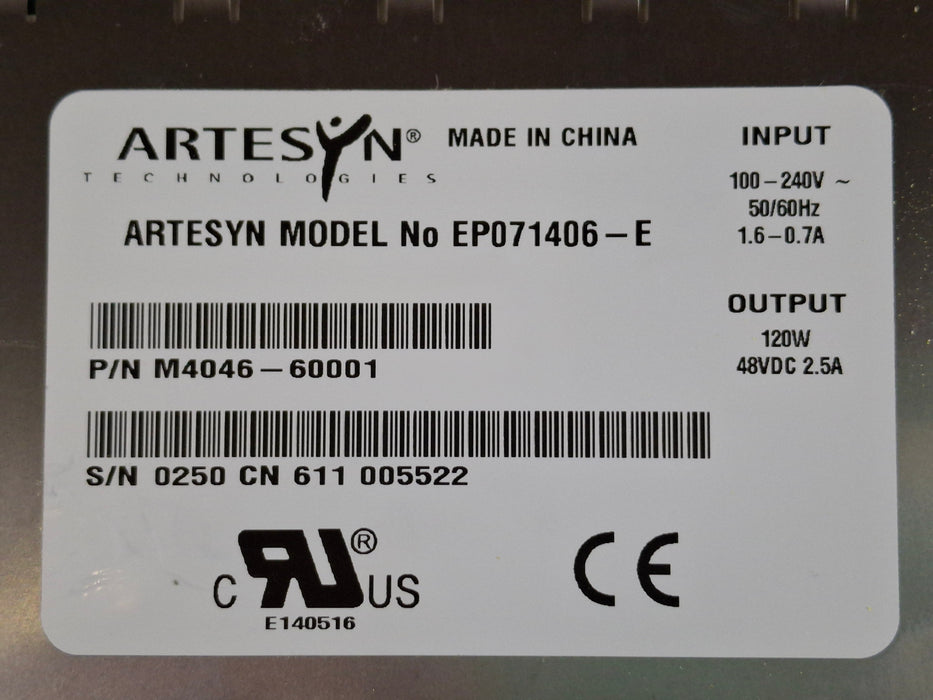 ARTESYN® MADE IN CHINA
TECHNOLOGIES
ARTESYN MODEL No EP071406-E
P/N M4046-60001
S/N 0250 CN 611 005522
INPUT
100-240V ~
50/60Hz
1.6-0.7A
OUTPUT
120W
48VDC 2.5A
C RU® US
E140516
CE